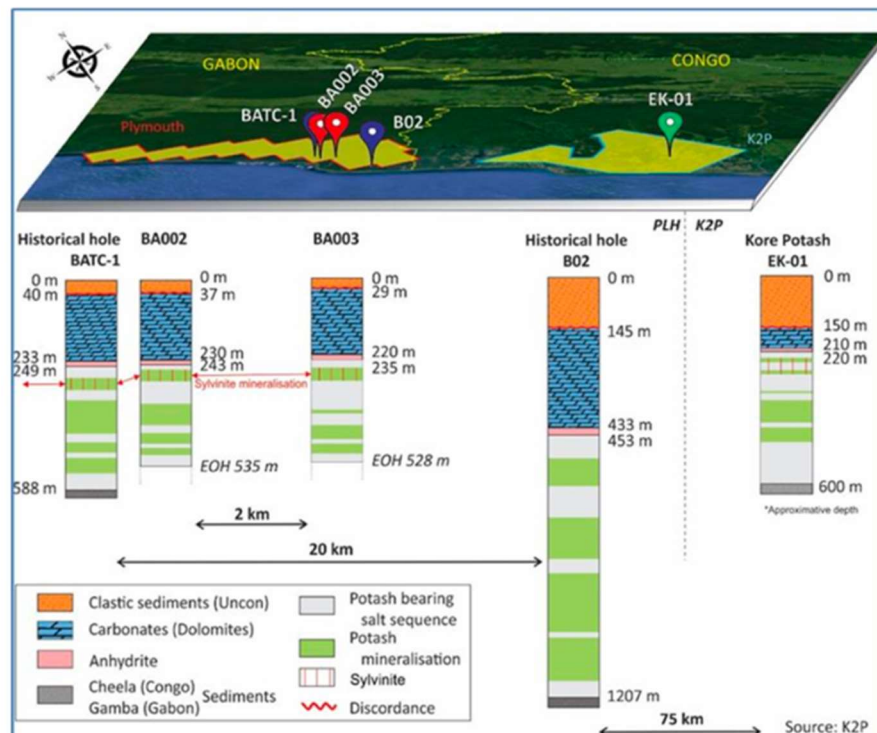 N
E
S
GABON
CONGO
BATC-1
BA002
BA003
B02
EK-01
Plymouth
K2P
PLH
K2P
Historical hole
BATC-1
0 m
40 m
233 m
249 m
588 m
BA002
0 m
37 m
230 m
243 m
EOH 535 m
Sylvinite mineralisation
BA003
0 m
29 m
220 m
235 m
EOH 528 m
Historical hole
B02
0 m
145 m
433 m
453 m
1207 m
Kore Potash
EK-01
0 m
150 m
210 m
220 m
600 m
*Approximative depth
2 km
20 km
75 km
Clastic sediments (Uncon)
Carbonates (Dolomites)
Anhydrite
Cheela (Congo)
Gamba (Gabon)
Sediments
Potash bearing
salt sequence
Potash
mineralisation
Sylvinite
Discordance
Source: K2P